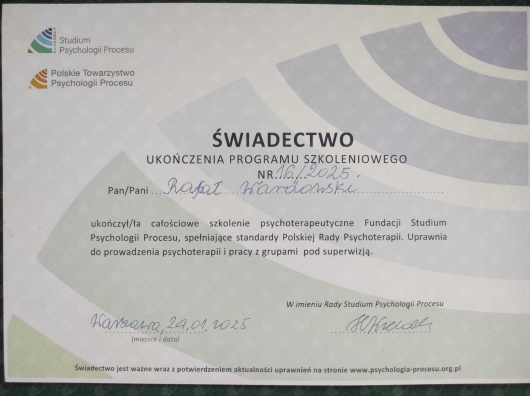 Studium
Psychologii Procesu
Polskie Towarzystwo
Psychologii Procesu
ŚWIADECTWO
UKOŃCZENIA PROGRAMU SZKOLENIOWEGO
NR 16/2025.
Pan/Pani Rafał Wardowski
ukończył/ła całościowe szkolenie psychoterapeutyczne Fundacji Studium
Psychologii Procesu, spełniające standardy Polskiej Rady Psychoterapii. Uprawnia
do prowadzenia psychoterapii i pracy z grupami pod superwizją.
W imieniu Rady Studium Psychologii Procesu
Warszawa, 29.01.2025
(miejsce i data)
Świadectwo jest ważne wraz z potwierdzeniem aktualności uprawnień na stronie www.psychologia-procesu.org.pl